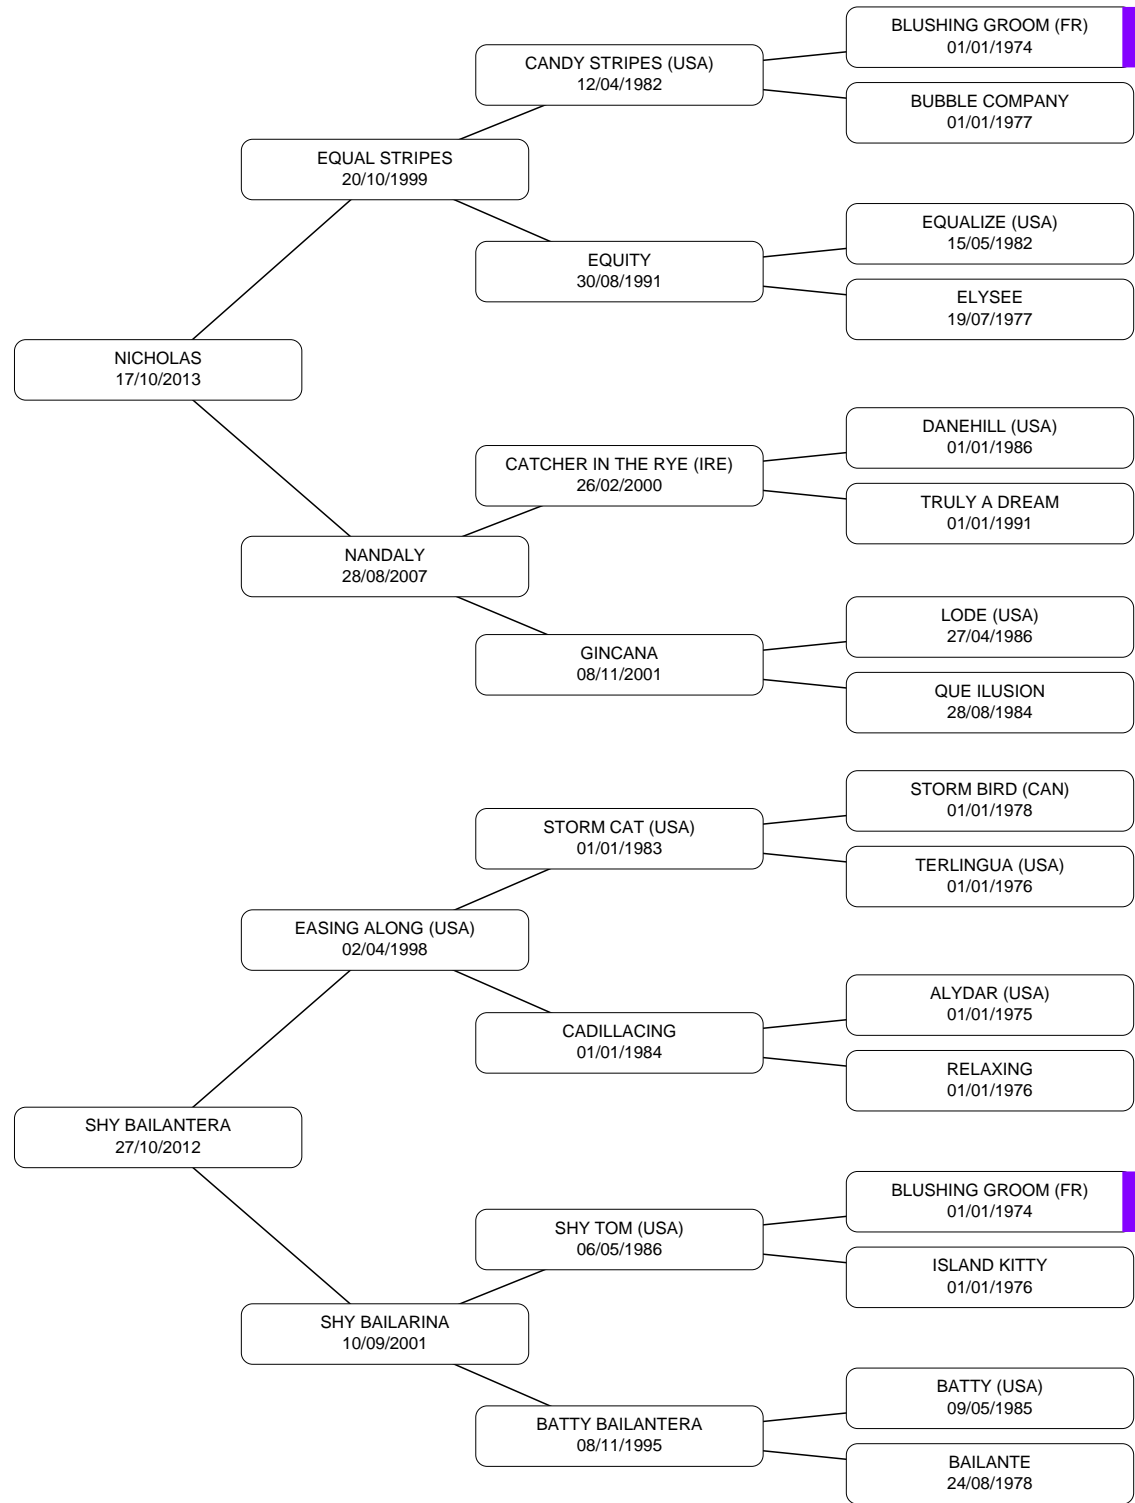 BLUSHING GROOM (FR)
01/01/1974
CANDY STRIPES (USA)
12/04/1982
BUBBLE COMPANY
01/01/1977
EQUAL STRIPES
20/10/1999
EQUALIZE (USA)
15/05/1982
EQUITY
30/08/1991
ELYSEE
19/07/1977
NICHOLAS
17/10/2013
DANEHILL (USA)
01/01/1986
CATCHER IN THE RYE (IRE)
26/02/2000
TRULY A DREAM
01/01/1991
NANDALY
28/08/2007
LODE (USA)
27/04/1986
GINCANA
08/11/2001
QUE ILUSION
28/08/1984
STORM BIRD (CAN)
01/01/1978
STORM CAT (USA)
01/01/1983
TERLINGUA (USA)
01/01/1976
EASING ALONG (USA)
02/04/1998
ALYDAR (USA)
01/01/1975
CADILLACING
01/01/1984
RELAXING
01/01/1976
SHY BAILANTERA
27/10/2012
BLUSHING GROOM (FR)
01/01/1974
SHY TOM (USA)
06/05/1986
ISLAND KITTY
01/01/1976
SHY BAILARINA
10/09/2001
BATTY (USA)
09/05/1985
BATTY BAILANTERA
08/11/1995
BAILANTE
24/08/1978